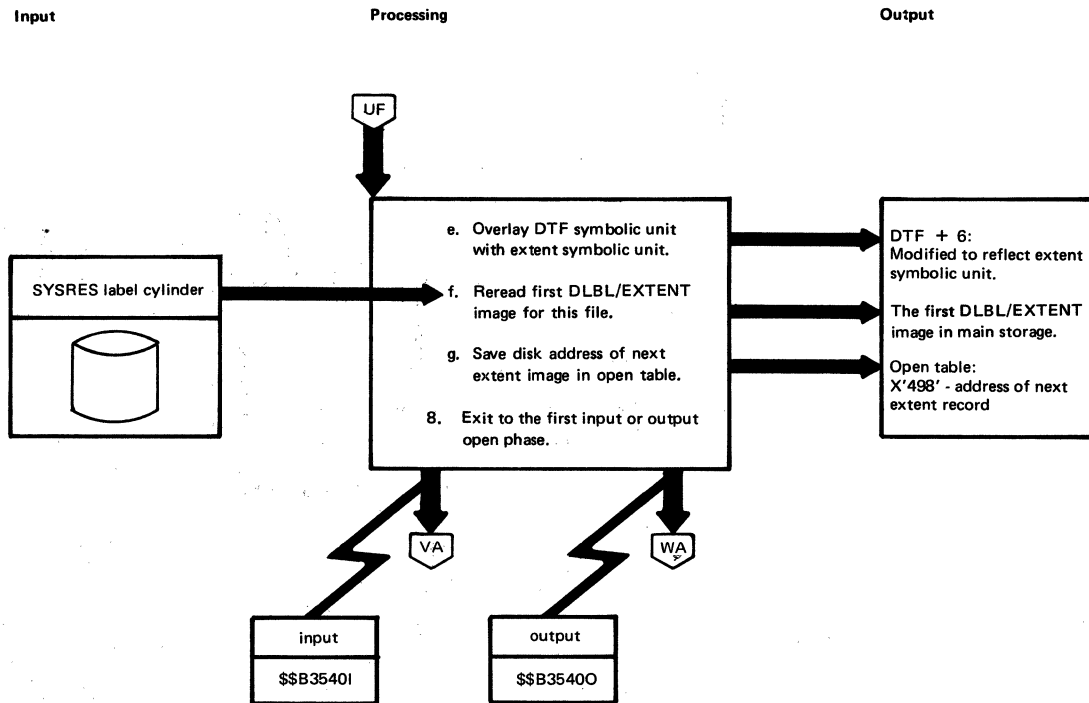 Input
Processing
Output
UF
SYSRES label cylinder
e. Overlay DTF symbolic unit
with extent symbolic unit.
f. Reread first DLBL/EXTENT
image for this file.
g. Save disk address of next
extent image in open table.
8. Exit to the first input or output
open phase.
DTF + 6:
Modified to reflect extent
symbolic unit.
The first DLBL/EXTENT
image in main storage.
Open table:
X'498' - address of next
extent record
VA
WA
input
$$B3540I
output
$$B3540O